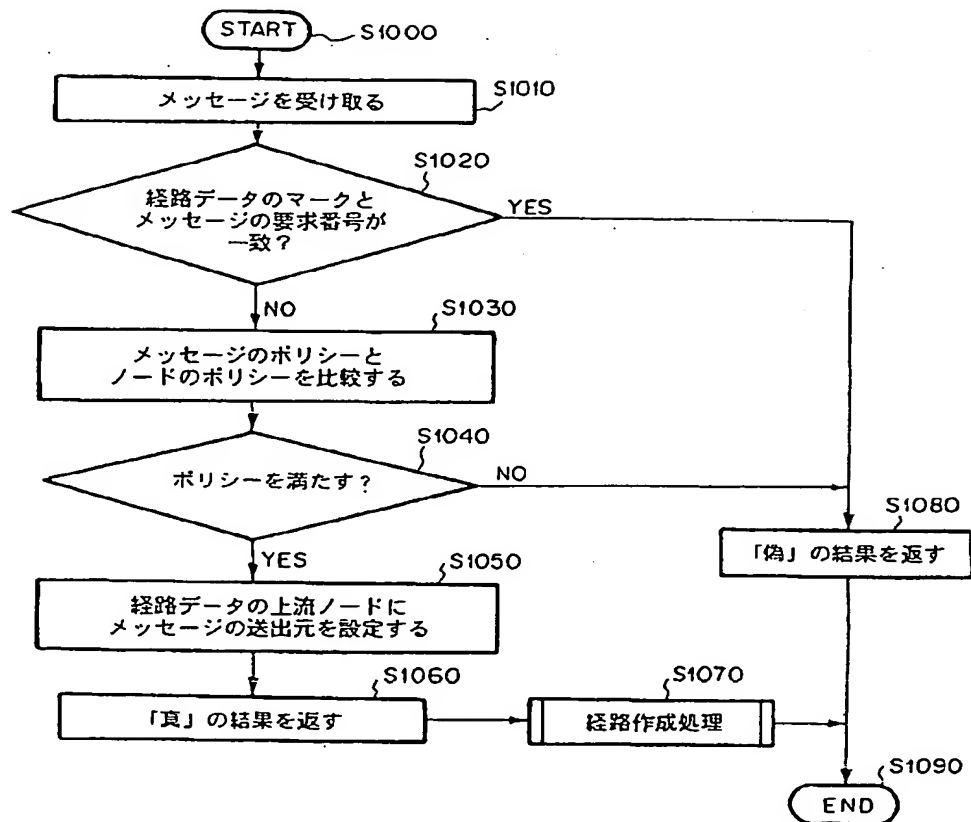 START
S1000
メッセージを受け取る
S1010
S1020
経路データのマークと
メッセージの要求番号が
一致?
YES
NO
S1030
メッセージのポリシーと
ノードのポリシーを比較する
S1040
ポリシーを満たす?
NO
YES
S1080
「偽」の結果を返す
S1050
経路データの上流ノードに
メッセージの送出元を設定する
S1060
「真」の結果を返す
S1070
経路作成処理
S1090
END